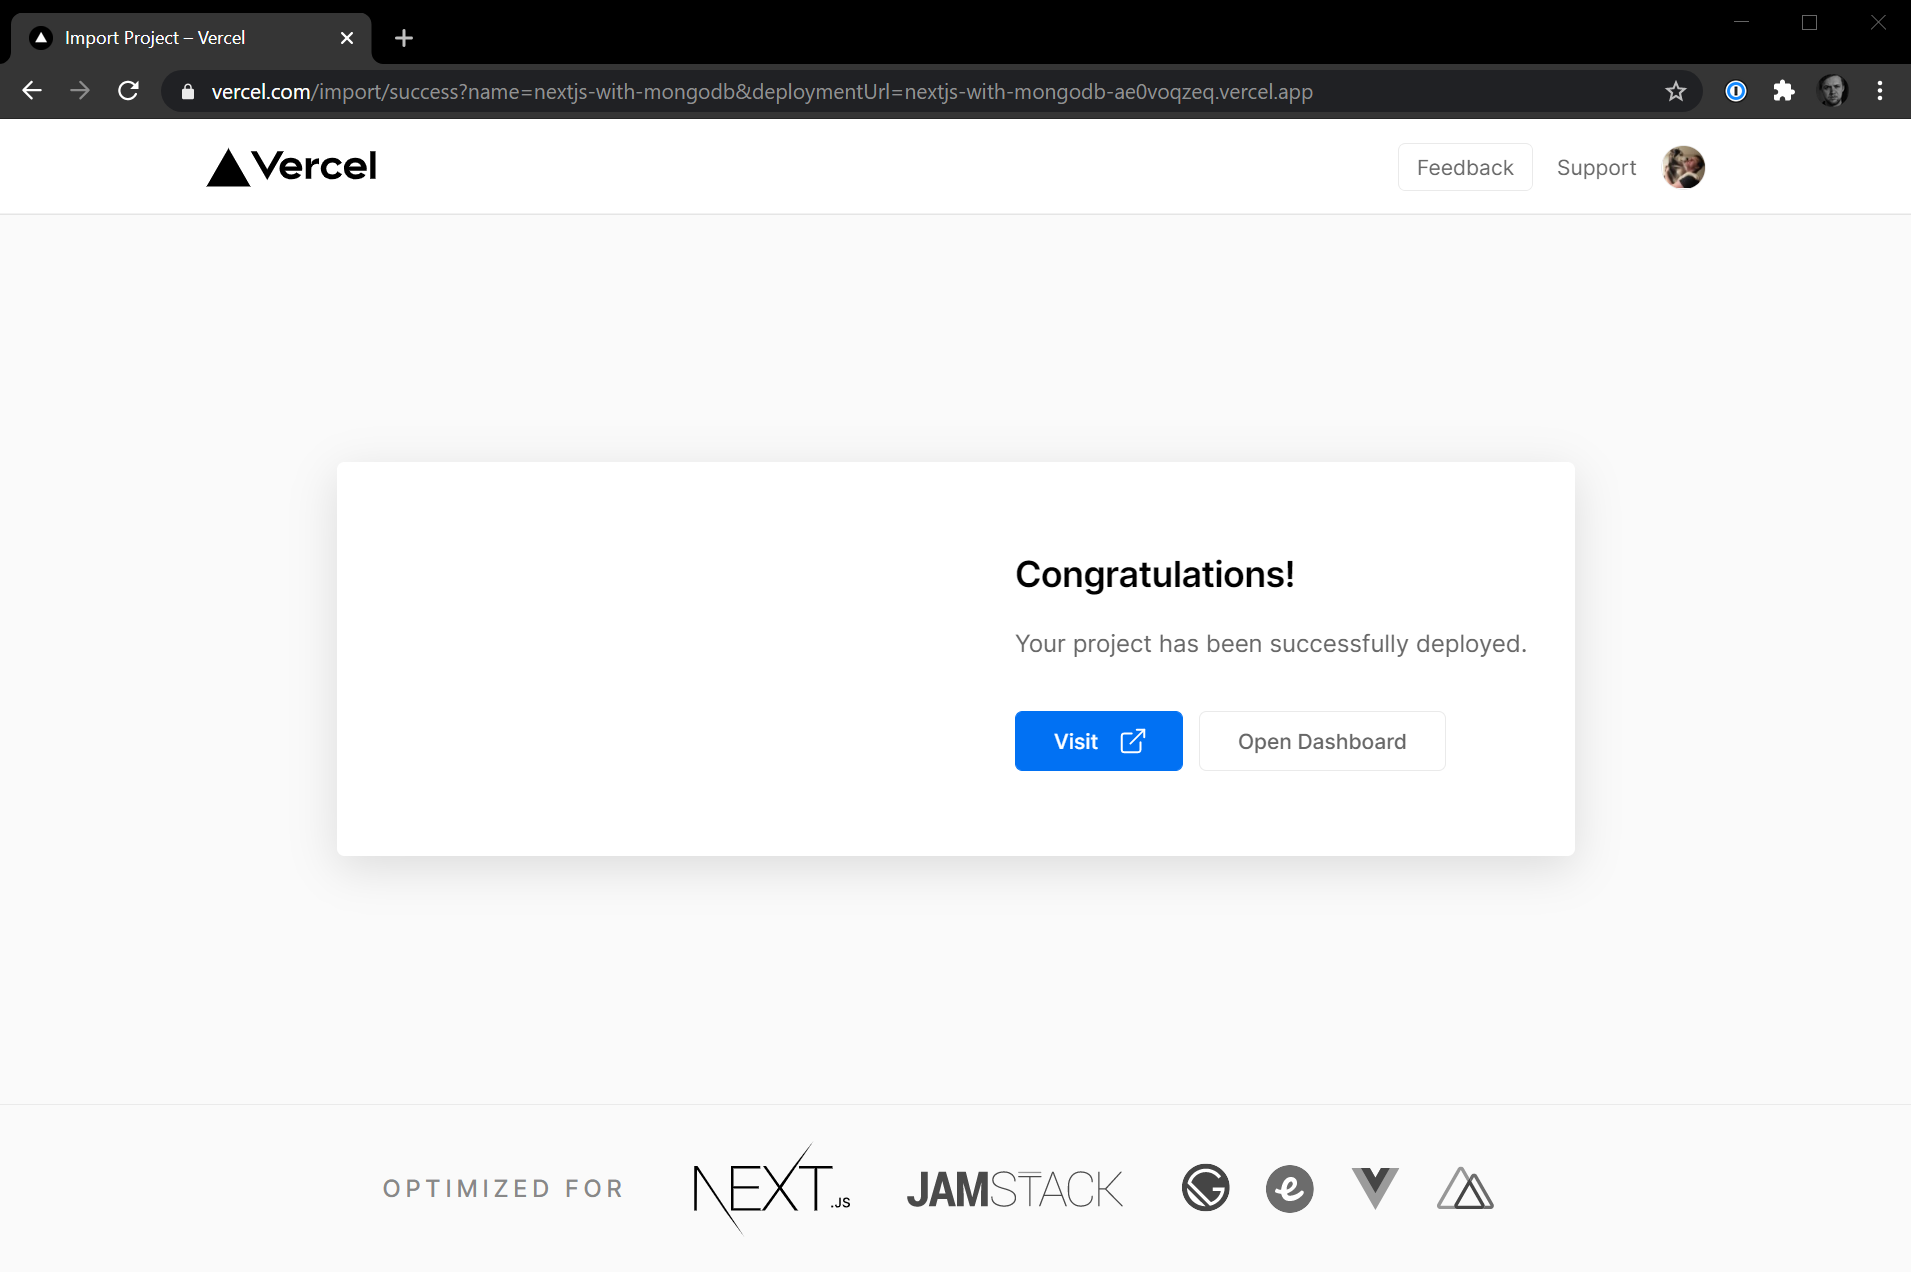 Import Project – Vercel
vercel.com/import/success?name=nextjs-with-mongodb&deploymentUrl=nextjs-with-mongodb-ae0voqzeq.vercel.app
Vercel
Feedback
Support
Congratulations!
Your project has been successfully deployed.
Visit
Open Dashboard
OPTIMIZED FOR
NEXT.JS
JAMSTACK